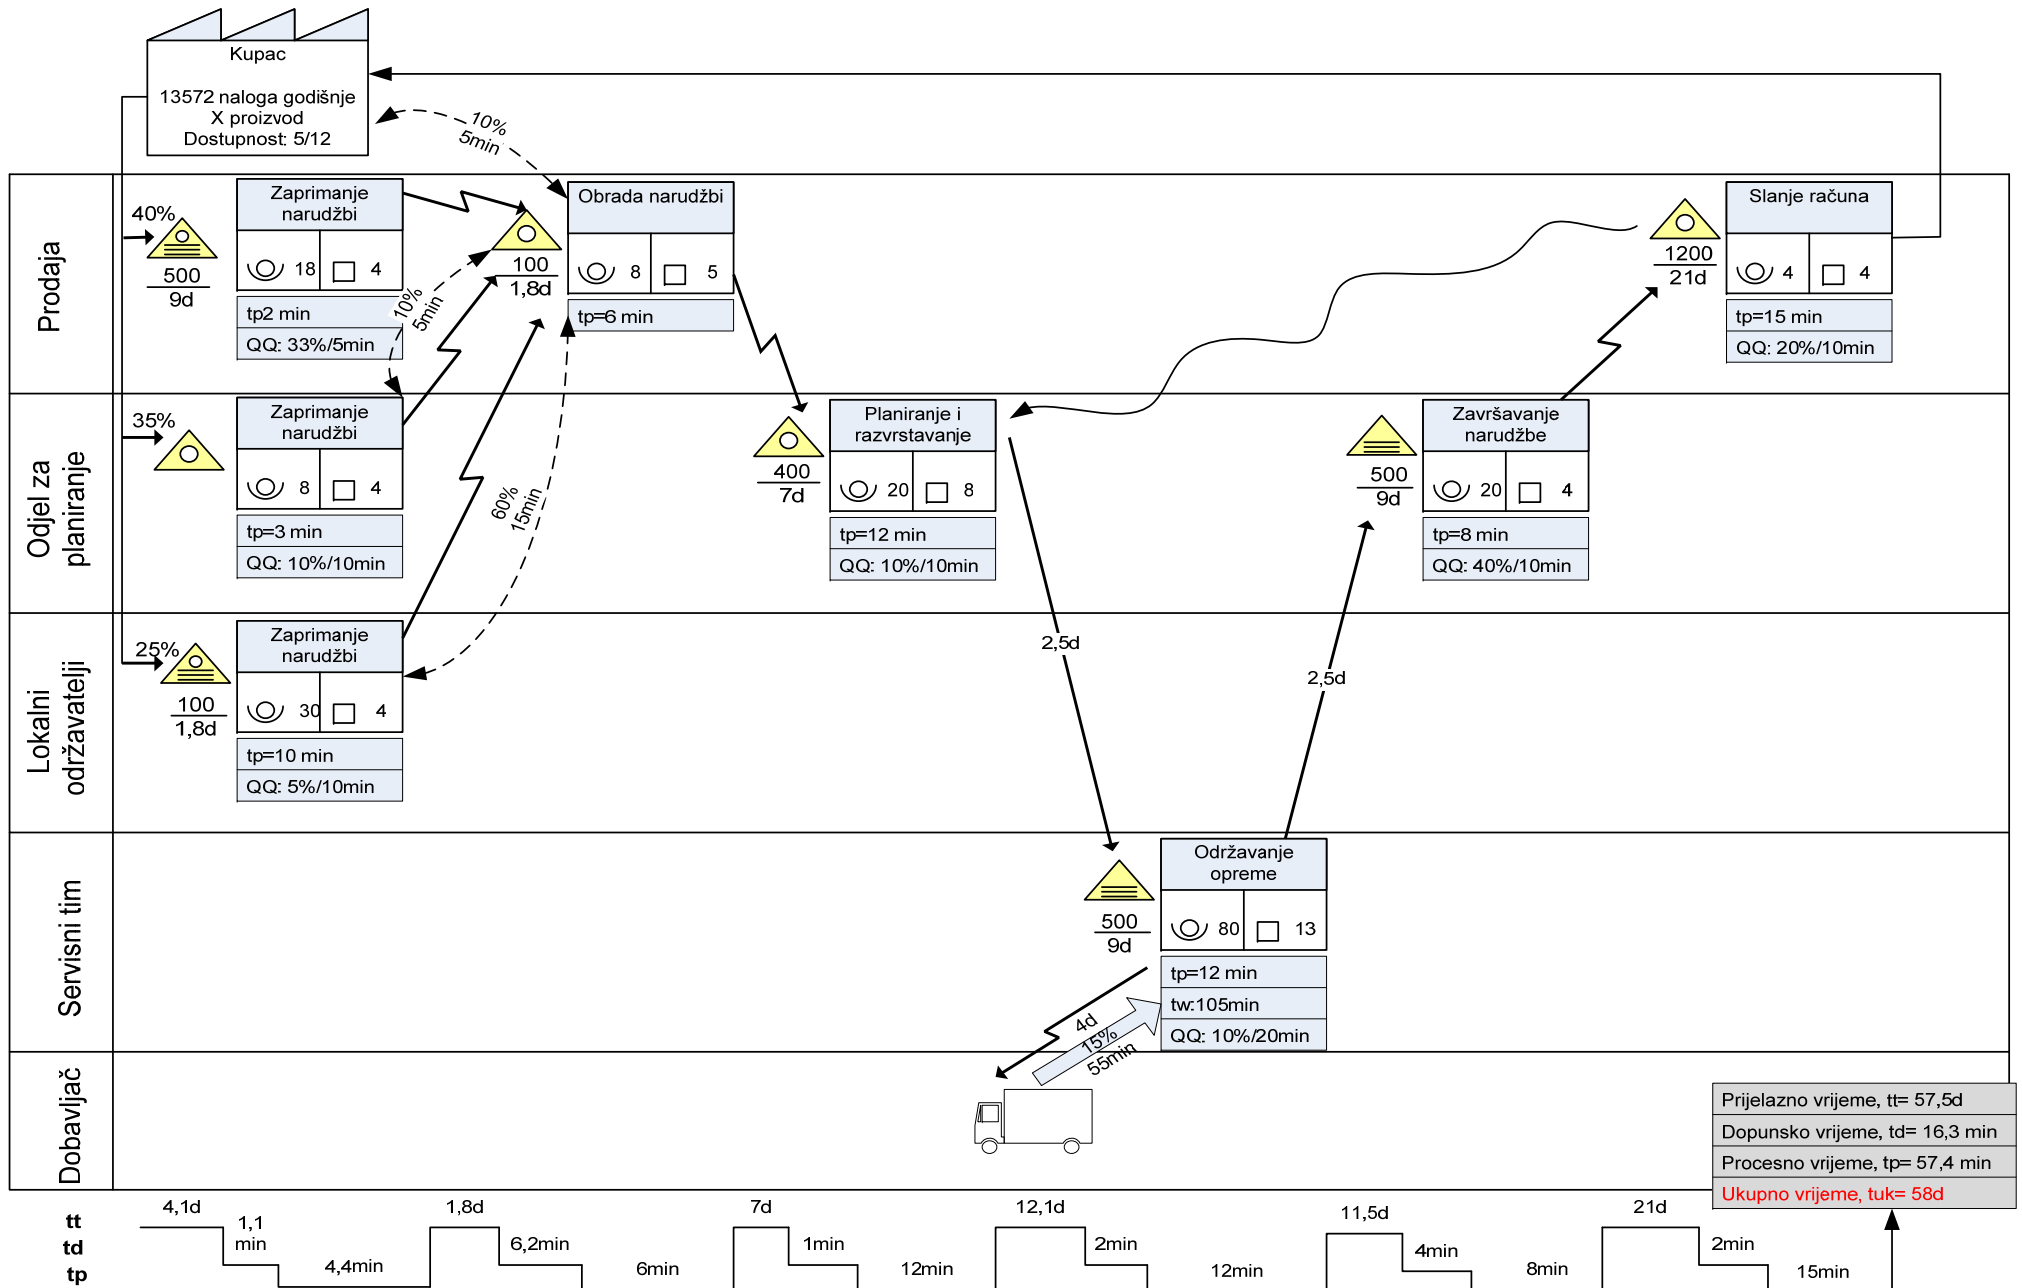 Kupac
13572 naloga godišnje
X proizvod
Dostupnost: 5/12
10%
5min
Prodaja
40%
500
9d
Zaprimanje
narudžbi
18
4
tp2 min
QQ: 33%/5min
10%
5min
100
1,8d
Obrada narudžbi
8
5
tp=6 min
1200
21d
Slanje računa
4
4
tp=15 min
QQ: 20%/10min
Odjel za
planiranje
35%
Zaprimanje
narudžbi
8
4
tp=3 min
QQ: 10%/10min
60%
15min
400
7d
Planiranje i
razvrstavanje
20
8
tp=12 min
QQ: 10%/10min
500
9d
Završavanje
narudžbe
20
4
tp=8 min
QQ: 40%/10min
Lokalni
održavatelji
25%
100
1,8d
Zaprimanje
narudžbi
30
4
tp=10 min
QQ: 5%/10min
2,5d
2,5d
Servisni tim
500
9d
Održavanje
opreme
80
13
tp=12 min
tw:105min
QQ: 10%/20min
4d
15%
55min
Dobavljač
Prijelazno vrijeme, tt= 57,5d
Dopunsko vrijeme, td= 16,3 min
Procesno vrijeme, tp= 57,4 min
Ukupno vrijeme, tuk= 58d
tt
td
tp
4,1d
1,1
min
4,4min
1,8d
6,2min
6min
7d
1min
12min
12,1d
2min
12min
11,5d
4min
8min
21d
2min
15min